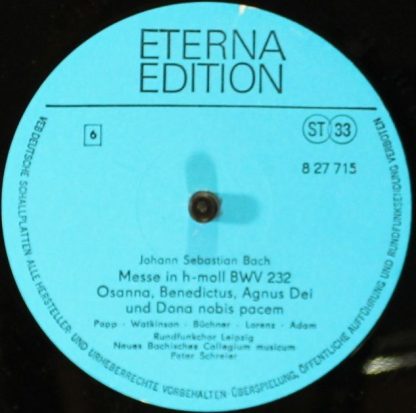 ETERNA
EDITION
6
ST 33
8 27 715
Johann Sebastian Bach
Messe in h-moll BWV 232
Osanna, Benedictus, Agnus Dei
und Dona nobis pacem
Popp · Watkinson · Büchner · Lorenz · Adam
Rundfunkchor Leipzig
Neues Bachisches Collegium musicum
Peter Schreier
VEB DEUTSCHE SCHALLPLATTEN ALLE HERSTELLER- UND URHEBERRECHTE VORBEHALTEN · ÜBERSPIELUNG, ÖFFENTLICHE AUFFÜHRUNG UND RUNDFUNKSENDUNG VERBOTEN